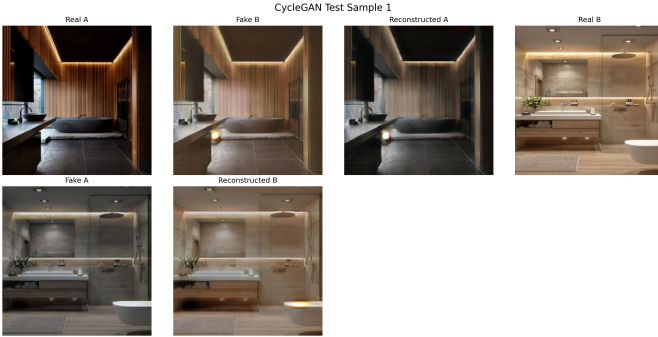 CycleGAN Test Sample 1
Real A
Fake B
Reconstructed A
Real B
Fake A
Reconstructed B